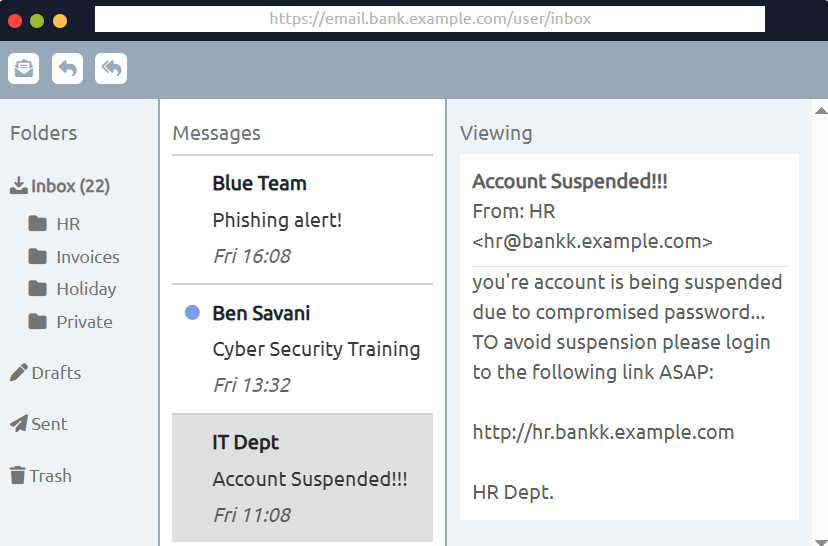 https://email.bank.example.com/user/inbox
Folders
Inbox (22)
HR
Invoices
Holiday
Private
Drafts
Sent
Trash
Messages
Blue Team
Phishing alert!
Fri 16:08
Ben Savani
Cyber Security Training
Fri 13:32
IT Dept
Account Suspended!!!
Fri 11:08
Viewing
Account Suspended!!!
From: HR
<hr@bankk.example.com>
you're account is being suspended
due to compromised password...
TO avoid suspension please login
to the following link ASAP:
http://hr.bankk.example.com
HR Dept.